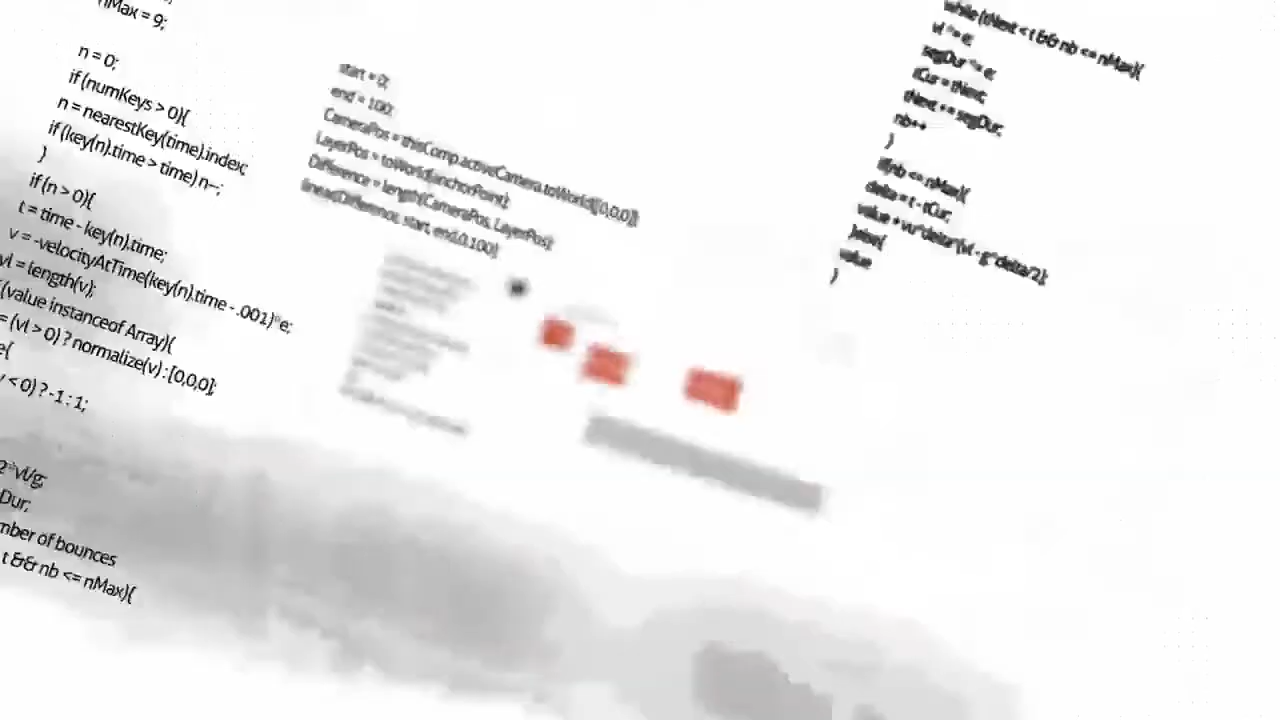 nMax = 9;
n = 0;
if (numKeys > 0){
n = nearestKey(time).index;
if (key(n).time > time) n--;
}
if (n > 0){
t = time - key(n).time;
v = -velocityAtTime(key(n).time - .001)*e;
vl = length(v);
(value instanceof Array){
= (vl > 0) ? normalize(v) : [0,0,0];
e{
< 0) ? -1 : 1;
2*vl/g;
Dur;
mber of bounces
t && nb <= nMax){
start = 0;
end = 100;
CameraPos = thisComp.activeCamera.toWorld([0,0,0]);
LayerPos = toWorld(anchorPoint);
Difference = length(CameraPos, LayerPos);
linear(Difference, start, end,0,100)
while (tNext < t && nb <= nMax){
vl *= e;
segDur *= e;
tCur = tNext;
tNext += segDur;
nb++
}
if(nb <= nMax){
delta = t - tCur;
value + vu*delta*(vl - g*delta/2);
}else{
value
}